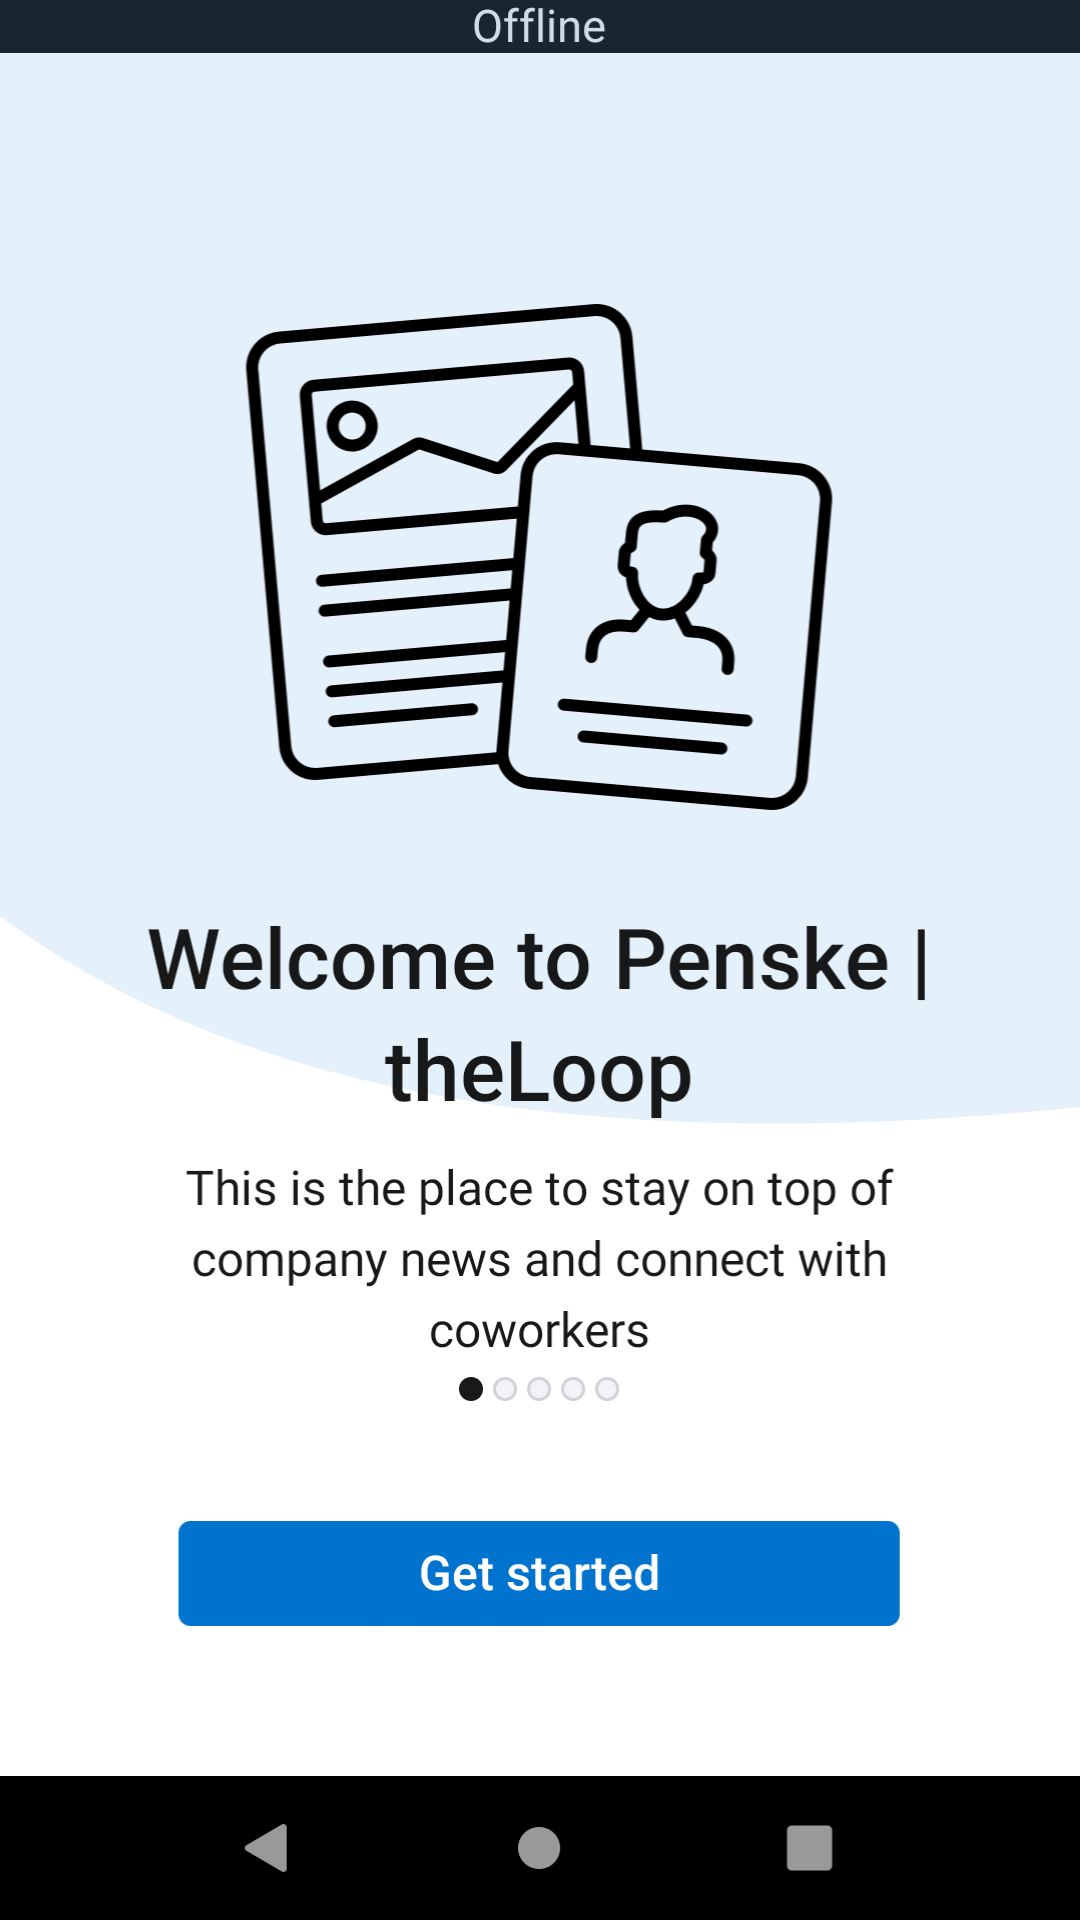 Offline
Welcome to Penske |
theLoop
This is the place to stay on top of
company news and connect with
coworkers
Get started